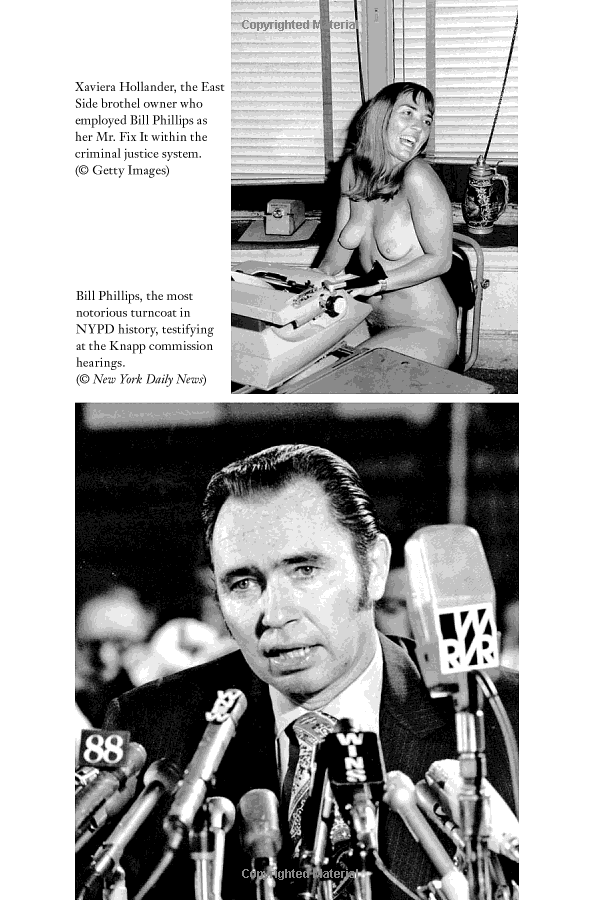 Copyrighted Material
Xaviera Hollander, the East
Side brothel owner who
employed Bill Phillips as
her Mr. Fix It within the
criminal justice system.
(© Getty Images)
Bill Phillips, the most
notorious turncoat in
NYPD history, testifying
at the Knapp commission
hearings.
(© New York Daily News)
88
WINS
Copyrighted Material